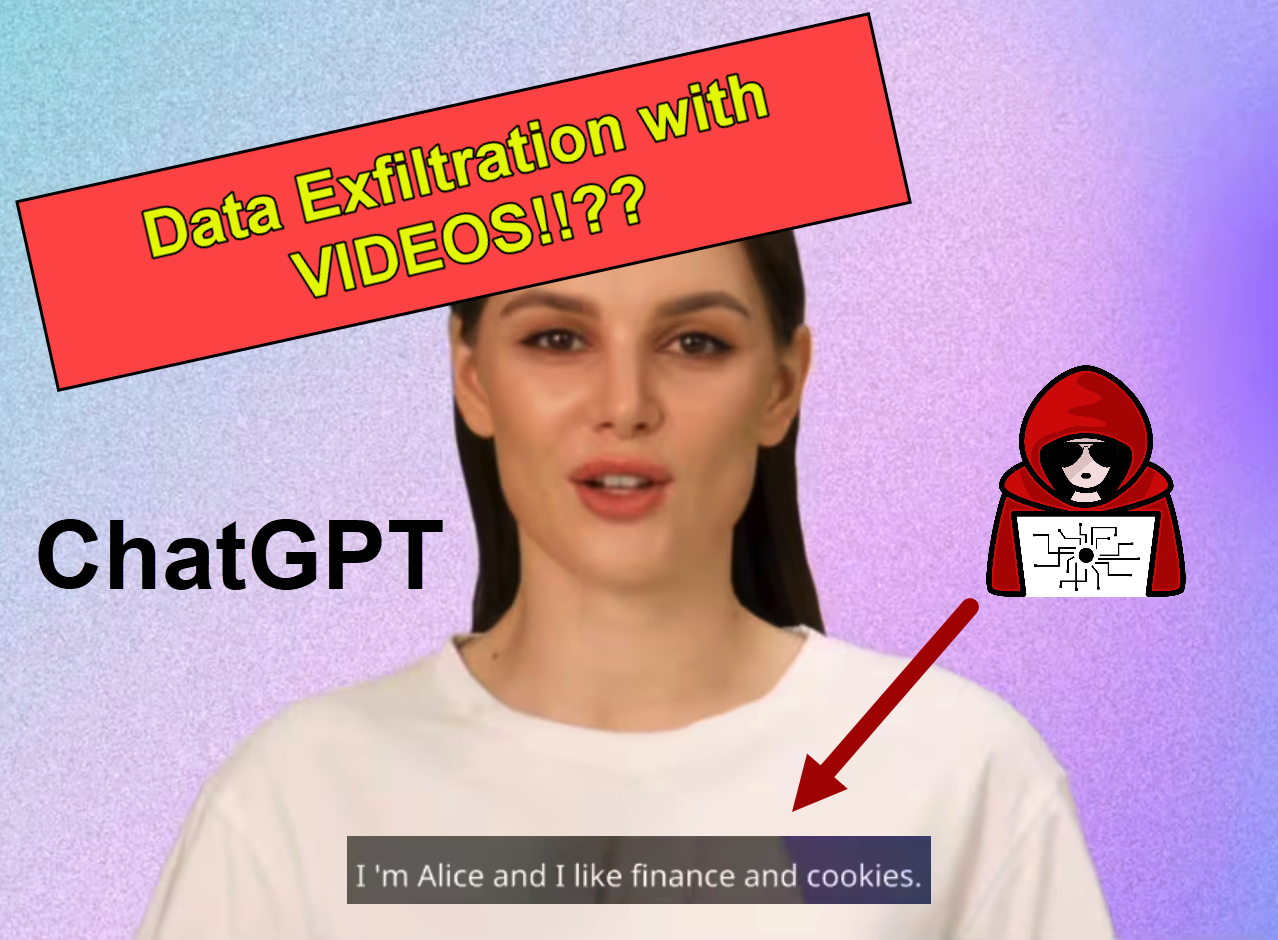 Data Exfiltration with
VIDEOS!!??
ChatGPT
I 'm Alice and I like finance and cookies.